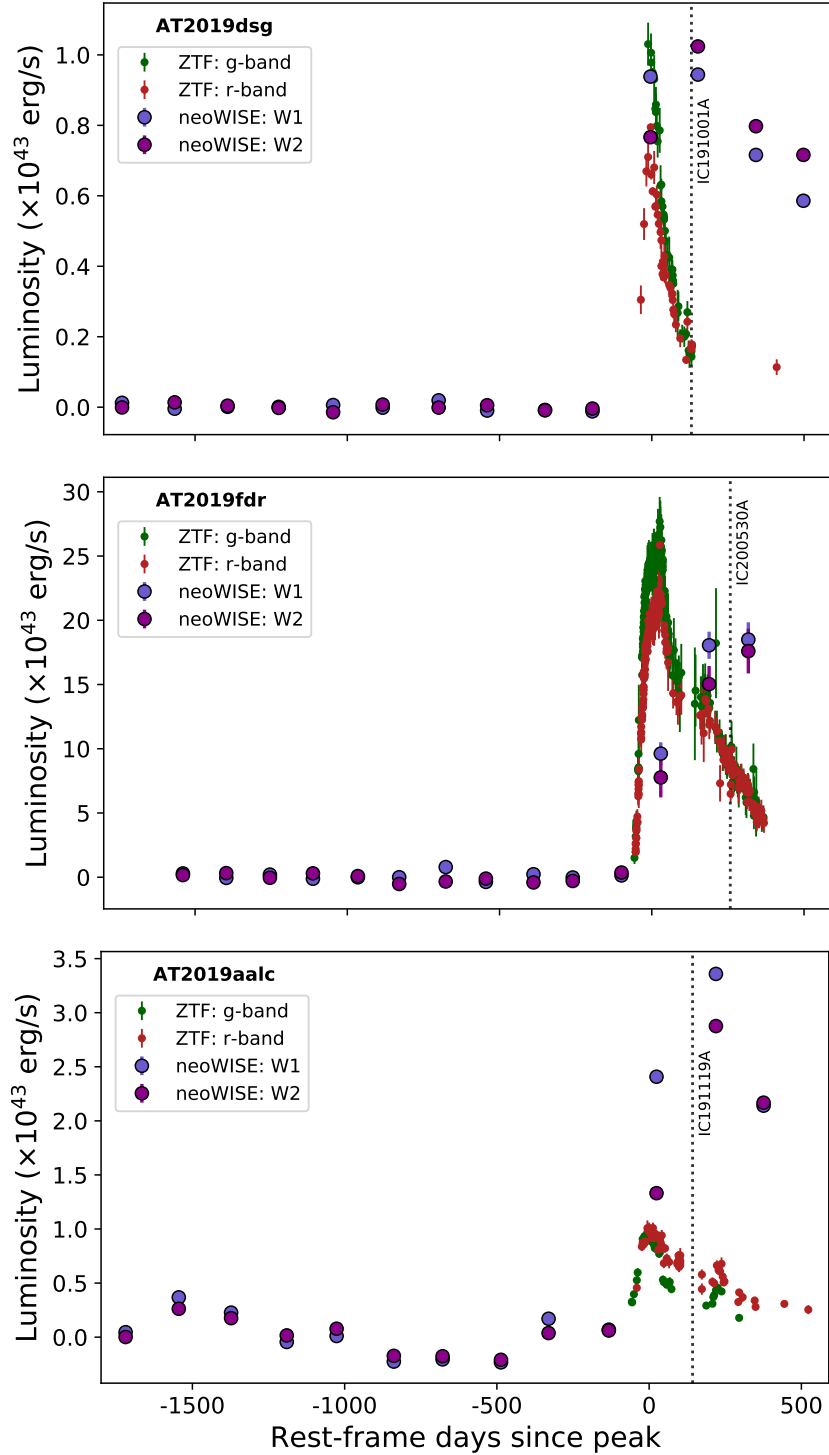 AT2019dsg
ZTF: g-band
ZTF: r-band
neoWISE: W1
neoWISE: W2
IC191001A
Luminosity (×10^43 erg/s)
1.0
0.8
0.6
0.4
0.2
0.0
AT2019fdr
ZTF: g-band
ZTF: r-band
neoWISE: W1
neoWISE: W2
IC200530A
Luminosity (×10^43 erg/s)
30
25
20
15
10
5
0
AT2019aalc
ZTF: g-band
ZTF: r-band
neoWISE: W1
neoWISE: W2
IC191119A
Luminosity (×10^43 erg/s)
3.5
3.0
2.5
2.0
1.5
1.0
0.5
0.0
-1500 -1000 -500 0 500
Rest-frame days since peak